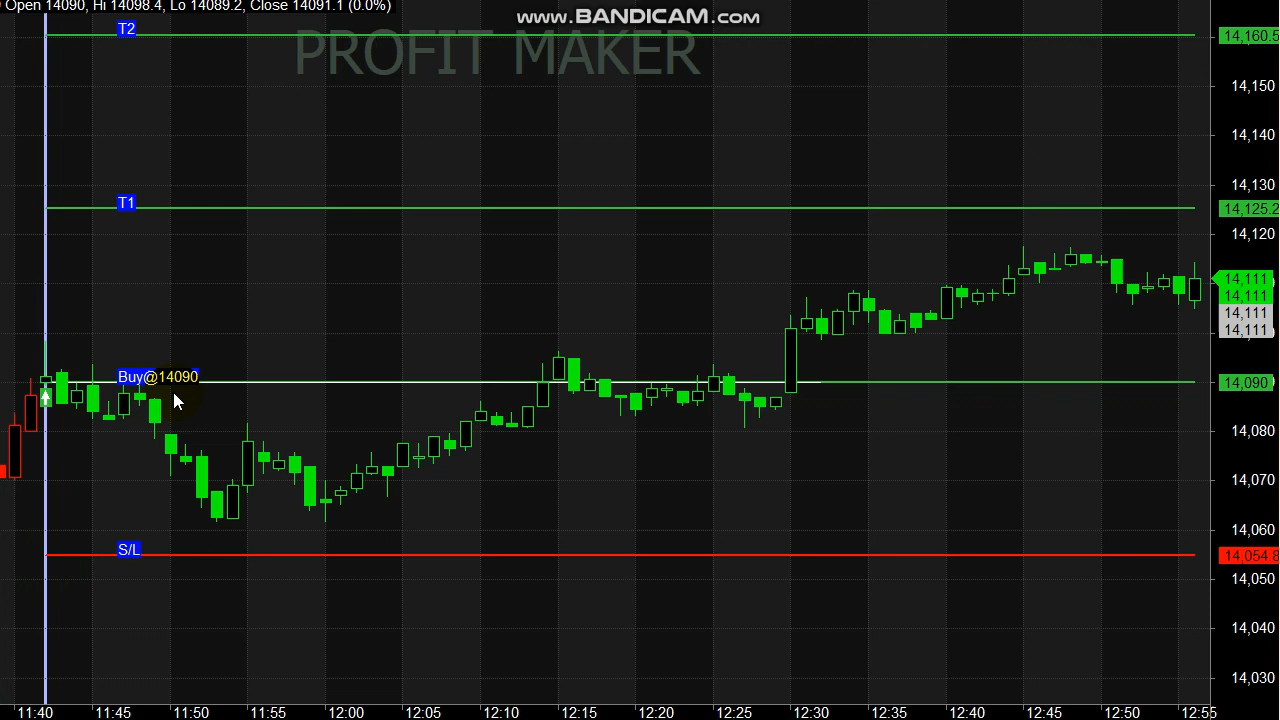 Open 14090, Hi 14098.4, Lo 14089.2, Close 14091.1 (0.0%)
www.BANDICAM.com
PROFIT MAKER
T2
14,160.5
14,150
14,140
14,130
T1
14,125.2
14,120
14,111
14,111
14,111
14,111
Buy@14090
14,090
14,080
14,070
14,060
S/L
14,054.8
14,050
14,040
14,030
11:40 11:45 11:50 11:55 12:00 12:05 12:10 12:15 12:20 12:25 12:30 12:35 12:40 12:45 12:50 12:55